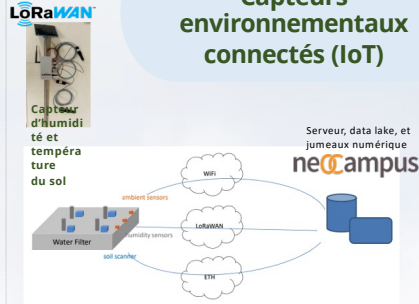 LoRaWAN
Capteurs
environnementaux
connectés (IoT)
Capteur
d'humidi
té et
tempéra
ture
du sol
Serveur, data lake, et
jumeaux numérique
neOCampus
WiFi
ambient sensors
LoRaWAN
humidity sensors
Water Filter
soil scanner
ETH